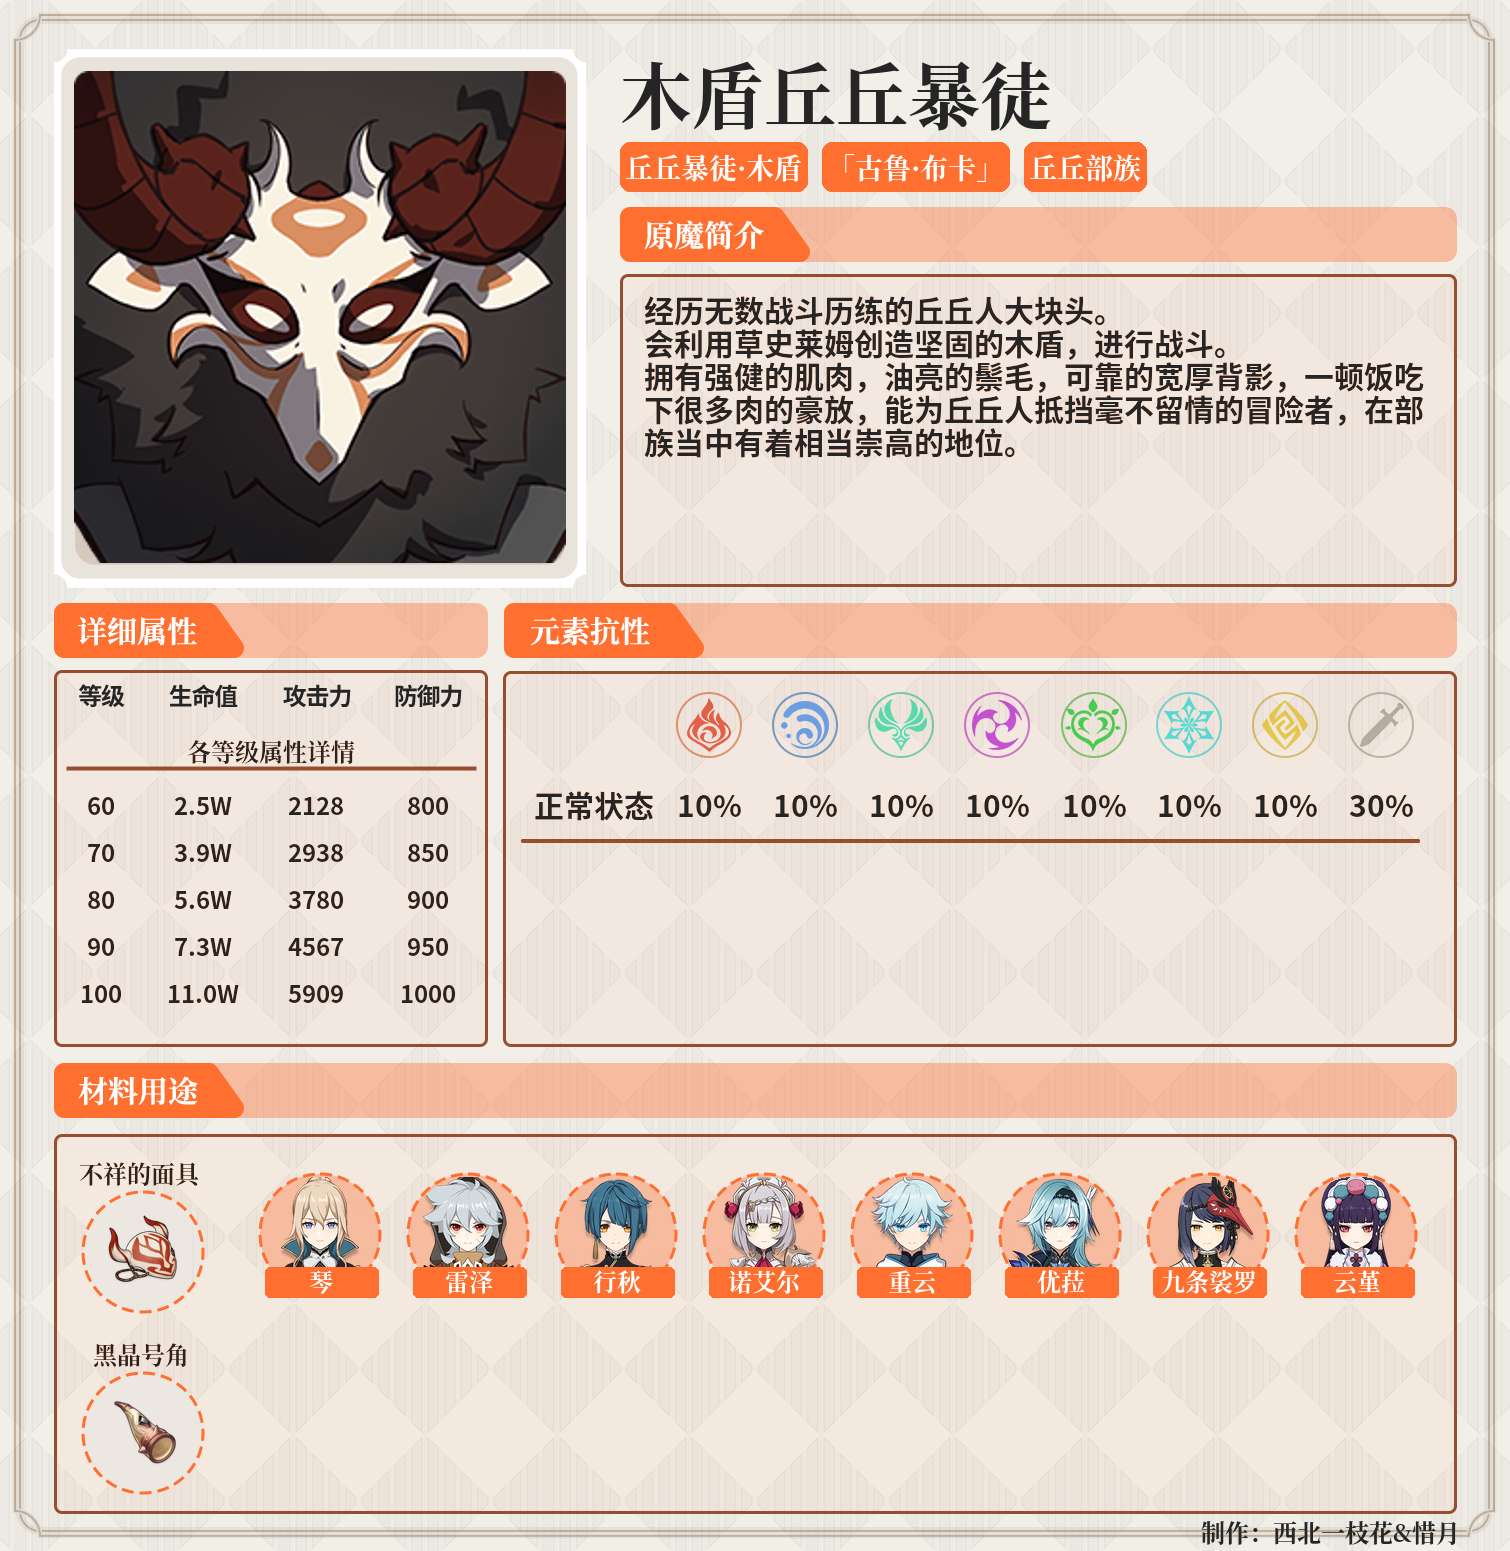 木盾丘丘暴徒
丘丘暴徒·木盾 「古鲁·布卡」 丘丘部族
原魔简介
经历无数战斗历练的丘丘人大块头。
会利用草史莱姆创造坚固的木盾，进行战斗。
拥有强健的肌肉，油亮的鬃毛，可靠的宽厚背影，一顿饭吃
下很多肉的豪放，能为丘丘人抵挡毫不留情的冒险者，在部
族当中有着相当崇高的地位。
详细属性
等级 生命值 攻击力 防御力
各等级属性详情
60 2.5W 2128 800
70 3.9W 2938 850
80 5.6W 3780 900
90 7.3W 4567 950
100 11.0W 5909 1000
元素抗性
正常状态 10% 10% 10% 10% 10% 10% 10% 30%
材料用途
不祥的面具
琴 雷泽 行秋 诺艾尔 重云 优菈 九条裟罗 云堇
黑晶号角
制作：西北一枝花&惜月